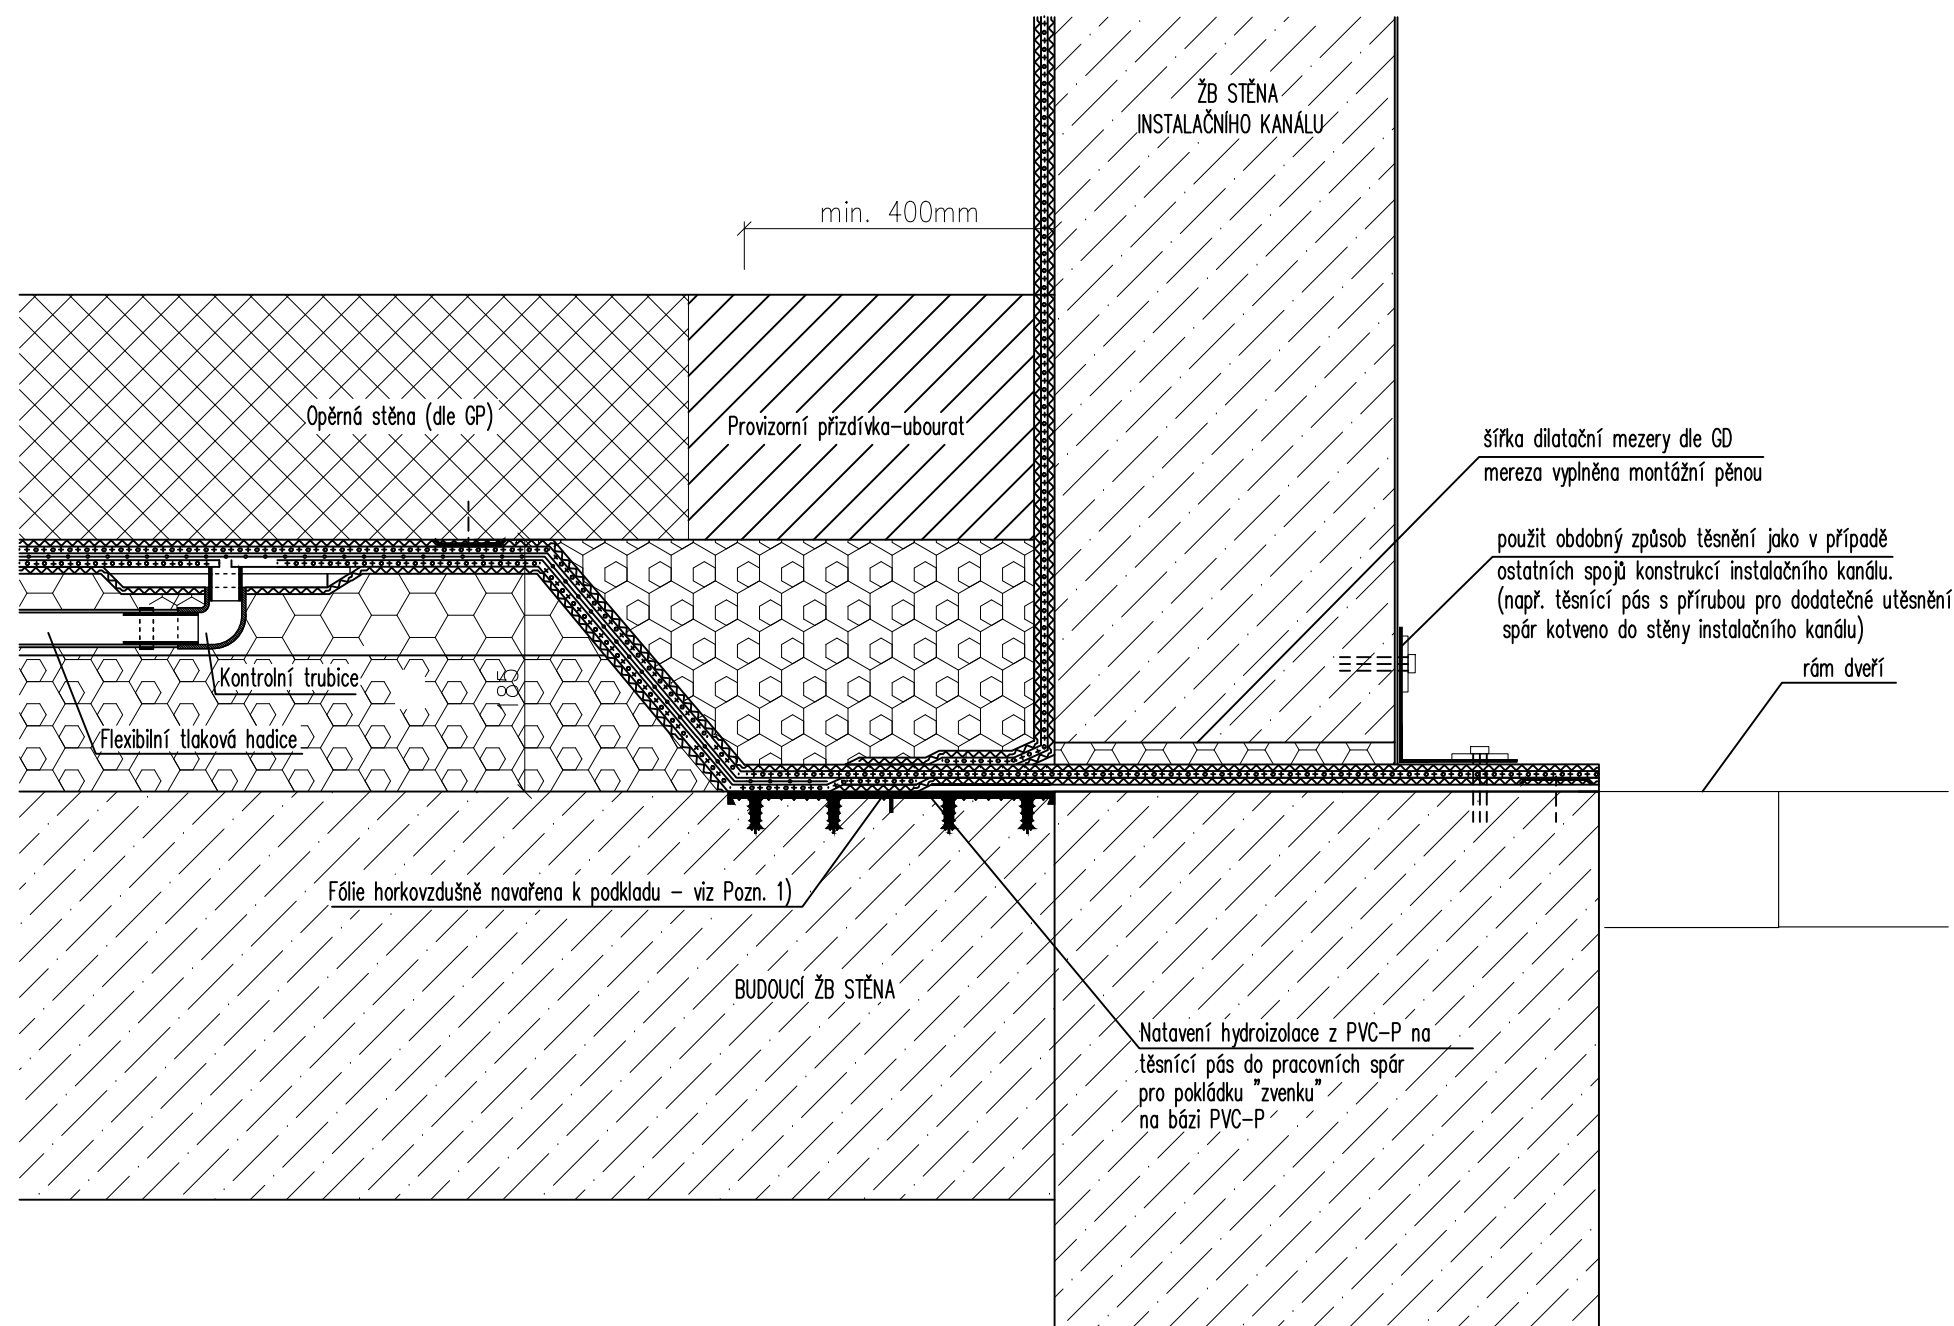 ŽB STĚNA
INSTALAČNÍHO KANÁLU
min. 400mm
Opěrná stěna (dle GP)
Provizorní přizdívka-ubourat
šířka dilatační mezery dle GD
mereza vyplněna montážní pěnou
použit obdobný způsob těsnění jako v případě
ostatních spojů konstrukcí instalačního kanálu.
(např. těsnící pás s přírubou pro dodatečné utěsnění
spár kotveno do stěny instalačního kanálu)
rám dveří
Kontrolní trubice
185
Flexibilní tlaková hadice
Fólie horkovzdušně navařena k podkladu – viz Pozn. 1)
BUDOUCÍ ŽB STĚNA
Natavení hydroizolace z PVC-P na
těsnící pás do pracovních spár
pro pokládku "zvenku"
na bázi PVC-P